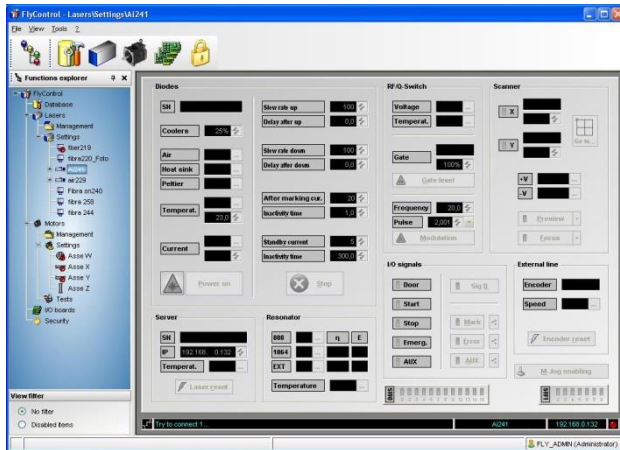 FlyControl - Lasers\Settings\AI241
File View Tools ?
Functions explorer
FlyControl
Database
Lasers
Management
Settings
fiber219
fibra220_Fsto
AI241
air229
Fibra sn240
fibra 258
fibra 244
Motors
Management
Settings
Asse W
Asse X
Asse Y
Asse Z
Tests
I/O boards
Security
View filter
No filter
Disabled items
Diodes
SN
Coolers 25%
Air
Heat sink
Peltier
Temperat.
23,0
Current
Power on
Slew rate up 100
Delay after up 0,0
Slew rate down 100
Delay after down 0,0
After marking cur. 20
Inactivity time 1,0
Standby current 5
Inactivity time 300,0
Stop
RF/Q-Switch
Voltage
Temperat.
Gate
100%
Gate level
Frequency 20,0
Pulse 2,001
Modulation
Scanner
X
Y
Go to...
+V
-V
Preview
Focus
Server
SN
IP 192.168. 0.132
Temperat.
Laser reset
Resonator
880 η E
1064
EXT
Temperature
I/O signals
Door
Start
Stop
Emerg.
AUX
Mark
Error
AUX
External line
Encoder
Speed
Encoder reset
M-Jog enabling
Try to connect 1... AI241 192.168.0.132
FLY_ADMIN (Administrator)